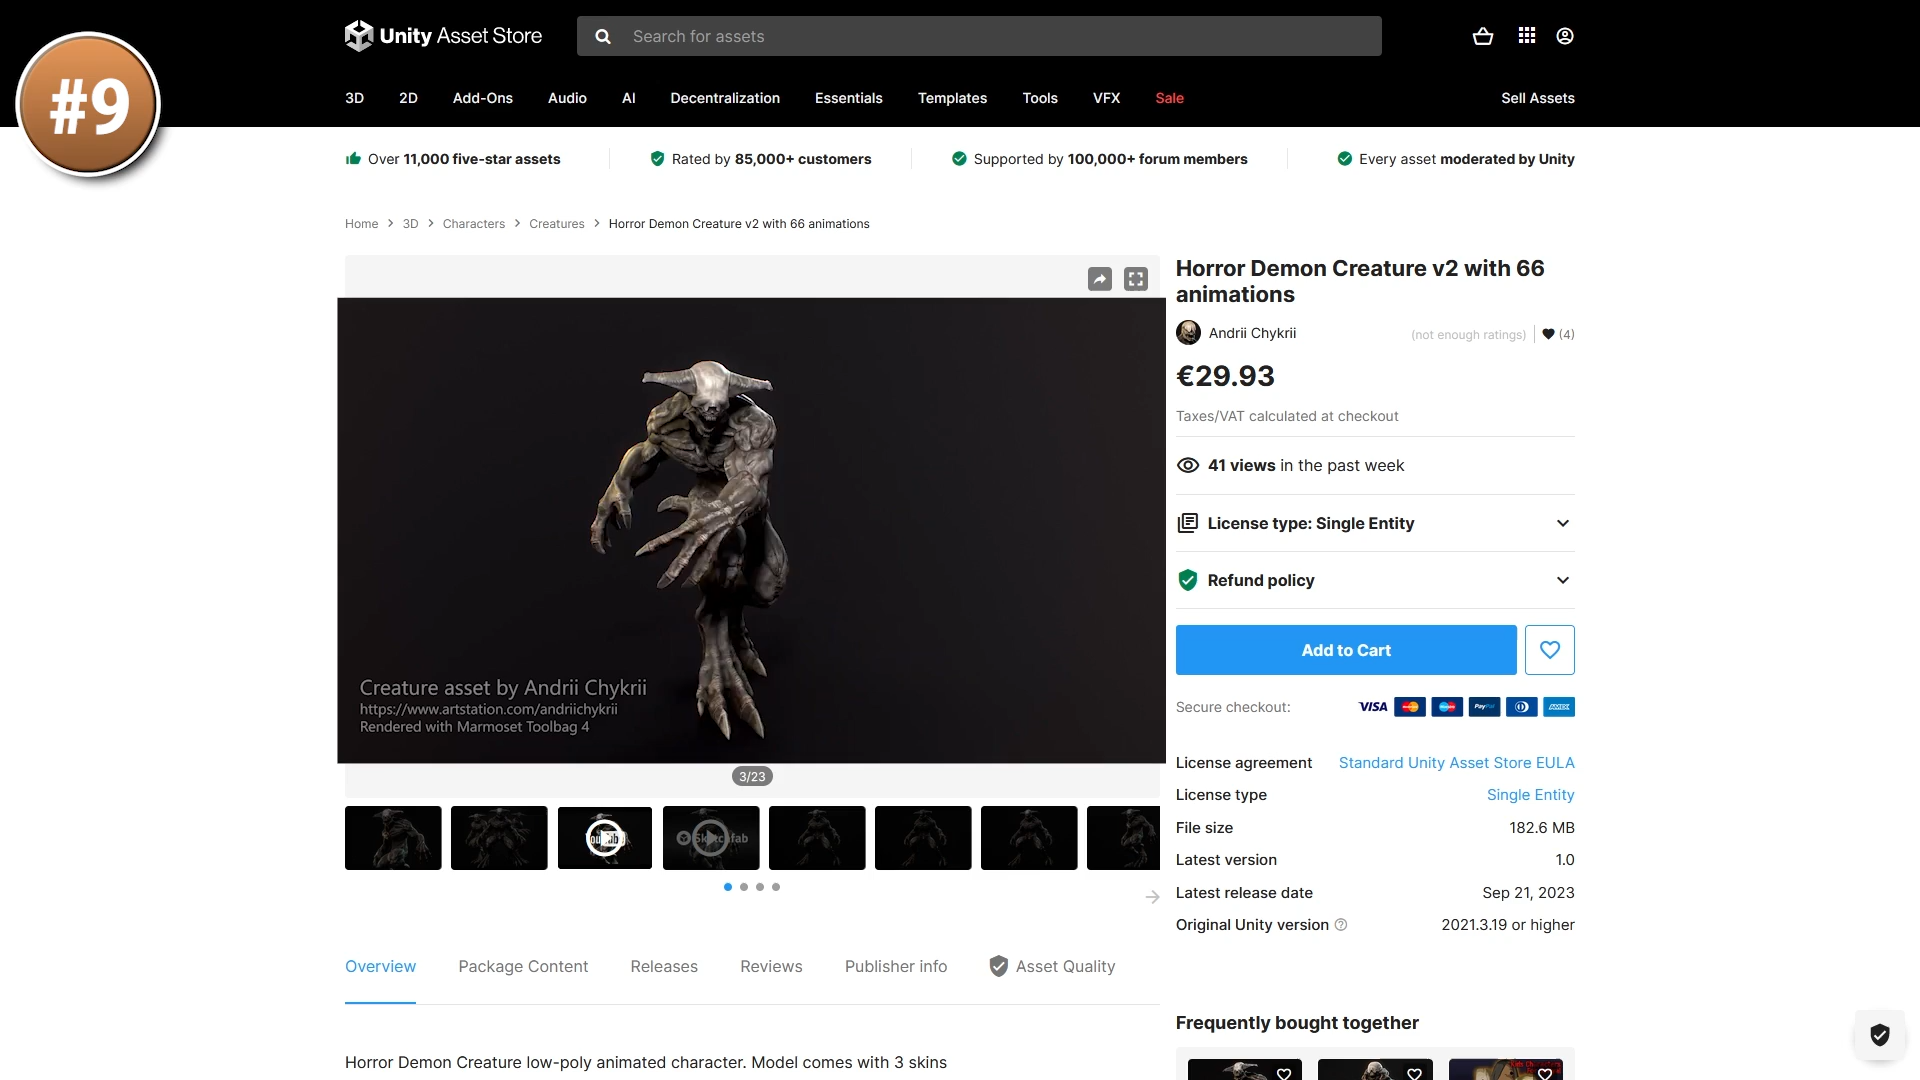 #9
Unity Asset Store
Search for assets
3D 2D Add-Ons Audio AI Decentralization Essentials Templates Tools VFX Sale Sell Assets
Over 11,000 five-star assets
Rated by 85,000+ customers
Supported by 100,000+ forum members
Every asset moderated by Unity
Home > 3D > Characters > Creatures > Horror Demon Creature v2 with 66 animations
Creature asset by Andrii Chykrii
https://www.artstation.com/andriichykrii
Rendered with Marmoset Toolbag 4
3/23
Overview Package Content Releases Reviews Publisher info Asset Quality
Horror Demon Creature low-poly animated character. Model comes with 3 skins
Horror Demon Creature v2 with 66
animations
Andrii Chykrii
(not enough ratings) (4)
€29.93
Taxes/VAT calculated at checkout
41 views in the past week
License type: Single Entity
Refund policy
Add to Cart
Secure checkout: VISA PayPal AMEX
License agreement Standard Unity Asset Store EULA
License type Single Entity
File size 182.6 MB
Latest version 1.0
Latest release date Sep 21, 2023
Original Unity version 2021.3.19 or higher
Frequently bought together